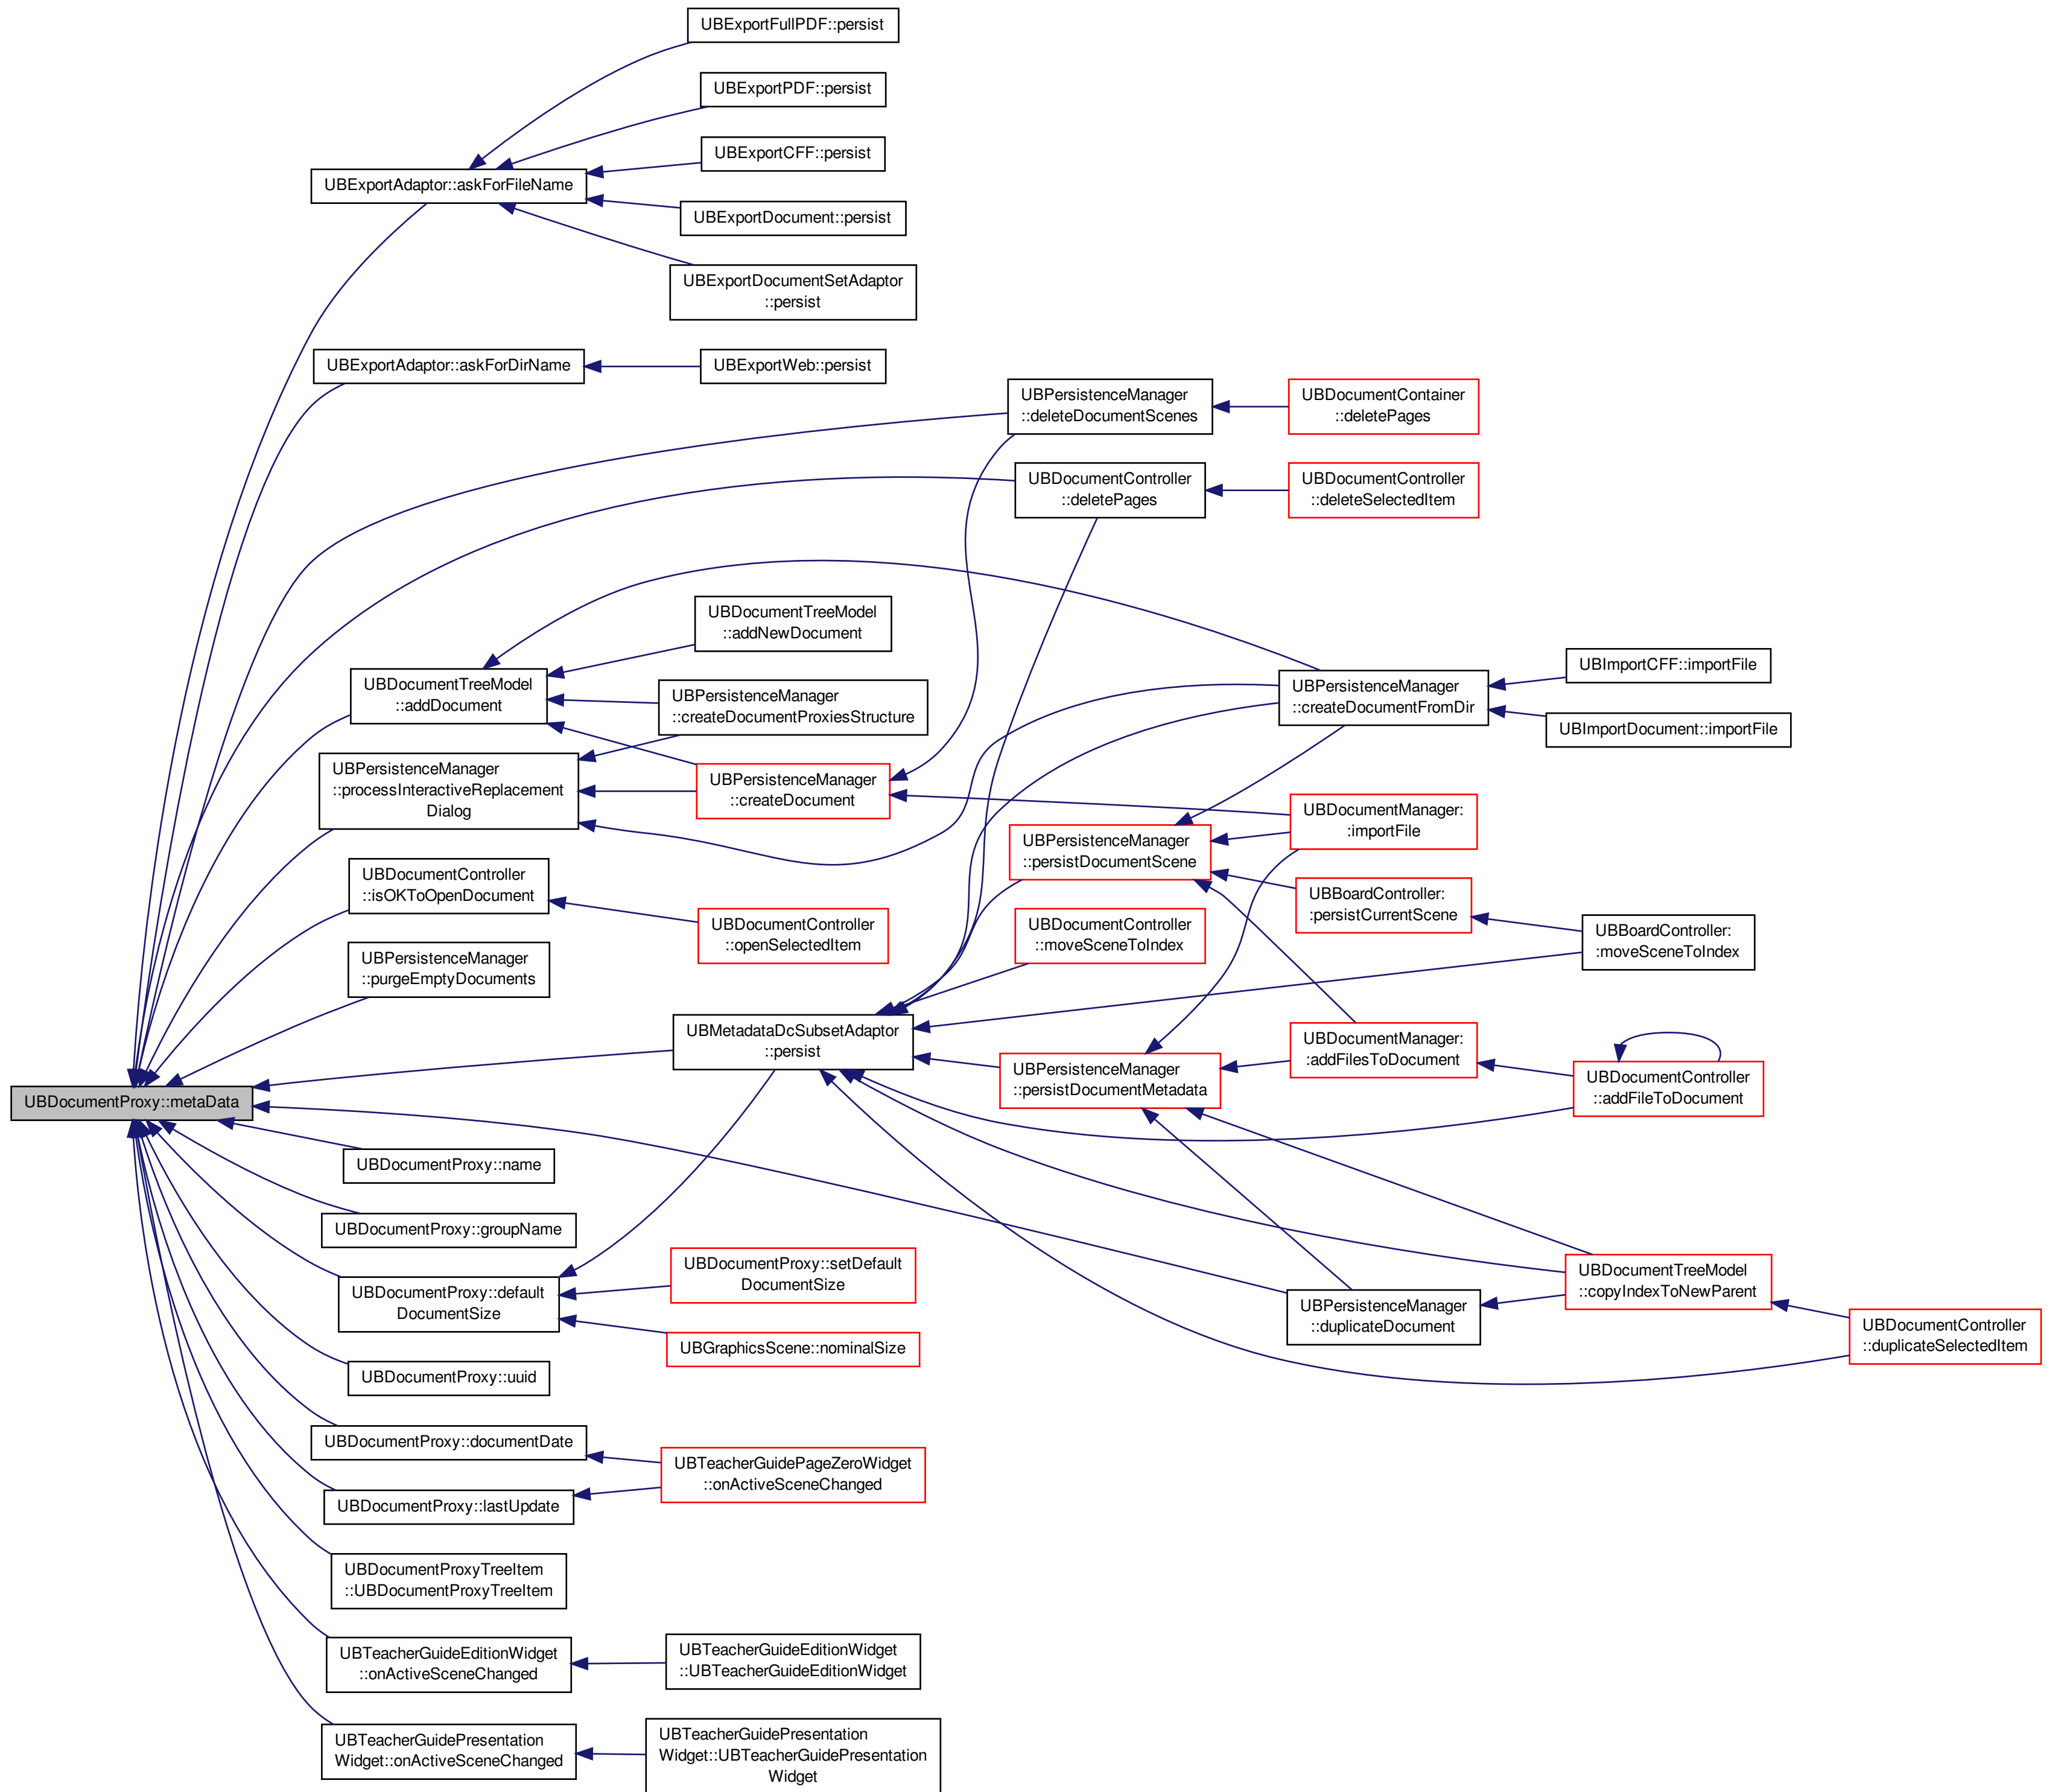 UBExportFullPDF::persist
UBExportPDF::persist
UBExportCFF::persist
UBExportAdaptor::askForFileName
UBExportDocument::persist
UBExportDocumentSetAdaptor
::persist
UBExportAdaptor::askForDirName
UBExportWeb::persist
UBPersistenceManager
::deleteDocumentScenes
UBDocumentContainer
::deletePages
UBDocumentController
::deletePages
UBDocumentController
::deleteSelectedItem
UBDocumentTreeModel
::addNewDocument
UBDocumentTreeModel
::addDocument
UBPersistenceManager
::createDocumentProxiesStructure
UBPersistenceManager
::createDocumentFromDir
UBImportCFF::importFile
UBImportDocument::importFile
UBPersistenceManager
::processInteractiveReplacement
Dialog
UBPersistenceManager
::createDocument
UBDocumentManager:
:importFile
UBPersistenceManager
::persistDocumentScene
UBDocumentController
::isOKToOpenDocument
UBDocumentController
::openSelectedItem
UBBoardController:
:persistCurrentScene
UBDocumentController
::moveSceneToIndex
UBBoardController:
:moveSceneToIndex
UBPersistenceManager
::purgeEmptyDocuments
UBMetadataDcSubsetAdaptor
::persist
UBPersistenceManager
::persistDocumentMetadata
UBDocumentManager:
:addFilesToDocument
UBDocumentController
::addFileToDocument
UBDocumentProxy::metaData
UBDocumentProxy::name
UBDocumentProxy::groupName
UBDocumentProxy::default
DocumentSize
UBDocumentProxy::setDefault
DocumentSize
UBGraphicsScene::nominalSize
UBPersistenceManager
::duplicateDocument
UBDocumentTreeModel
::copyIndexToNewParent
UBDocumentController
::duplicateSelectedItem
UBDocumentProxy::uuid
UBDocumentProxy::documentDate
UBDocumentProxy::lastUpdate
UBTeacherGuidePageZeroWidget
::onActiveSceneChanged
UBDocumentProxyTreeItem
::UBDocumentProxyTreeItem
UBTeacherGuideEditionWidget
::onActiveSceneChanged
UBTeacherGuideEditionWidget
::UBTeacherGuideEditionWidget
UBTeacherGuidePresentation
Widget::onActiveSceneChanged
UBTeacherGuidePresentation
Widget::UBTeacherGuidePresentation
Widget